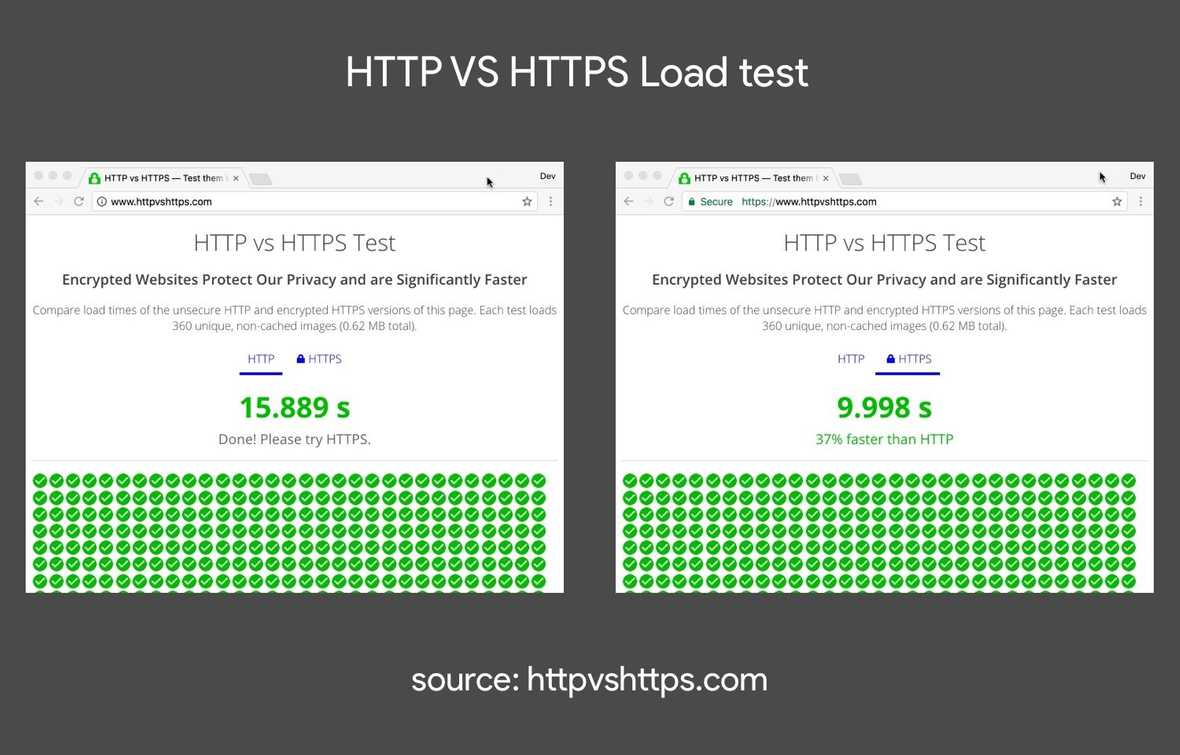 HTTP VS HTTPS Load test
HTTP vs HTTPS — Test them
Dev
www.httpvshttps.com
HTTP vs HTTPS Test
Encrypted Websites Protect Our Privacy and are Significantly Faster
Compare load times of the unsecure HTTP and encrypted HTTPS versions of this page. Each test loads
360 unique, non-cached images (0.62 MB total).
HTTP HTTPS
15.889 s
Done! Please try HTTPS.
HTTP vs HTTPS — Test them
Dev
Secure https://www.httpvshttps.com
HTTP vs HTTPS Test
Encrypted Websites Protect Our Privacy and are Significantly Faster
Compare load times of the unsecure HTTP and encrypted HTTPS versions of this page. Each test loads
360 unique, non-cached images (0.62 MB total).
HTTP HTTPS
9.998 s
37% faster than HTTP
source: httpvshttps.com